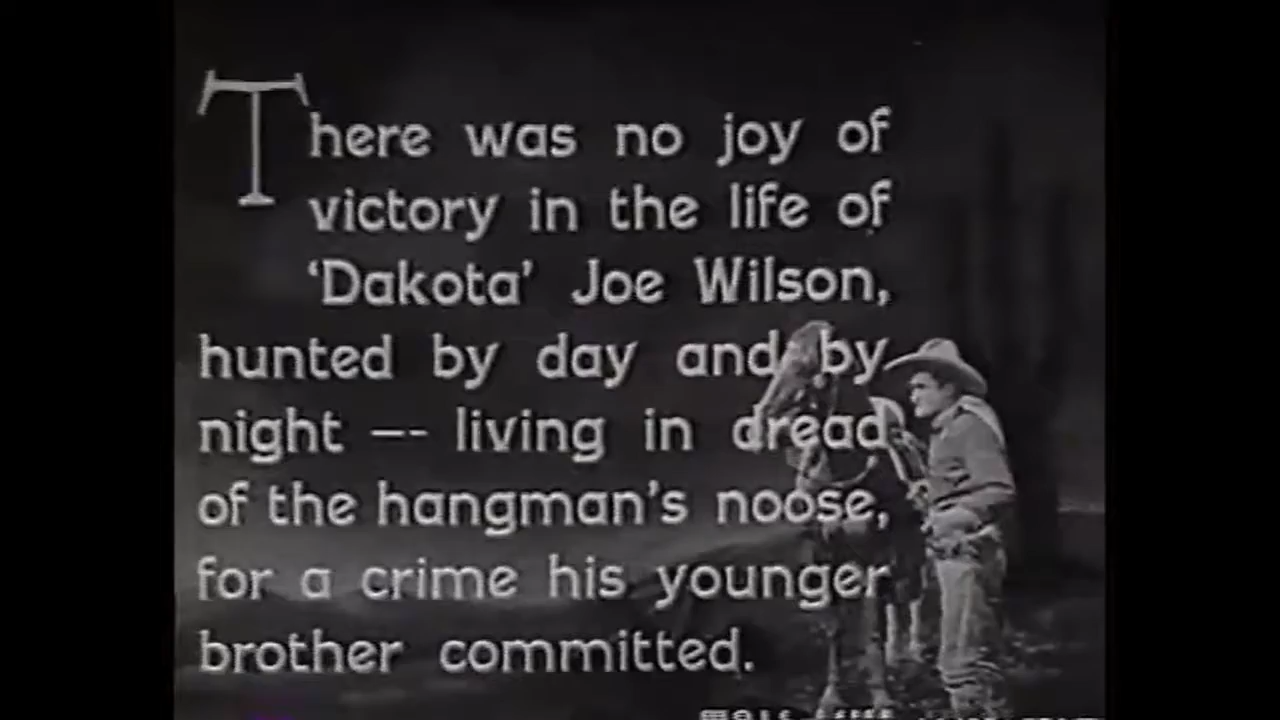 There was no joy of
victory in the life of
‘Dakota’ Joe Wilson,
hunted by day and by
night -- living in dread
of the hangman’s noose,
for a crime his younger
brother committed.